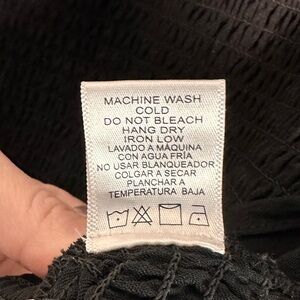 MACHINE WASH
COLD
DO NOT BLEACH
HANG DRY
IRON LOW
LAVADO A MAQUINA
CON AGUA FRÍA
NO USAR BLANQUEADOR
COLGAR A SECAR
PLANCHAR A
TEMPERATURA BAJA